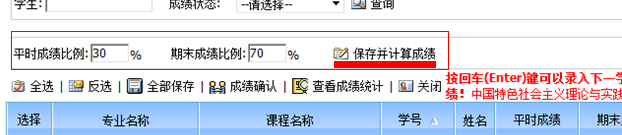 学生: 成绩状态: --请选择-- 查询
平时成绩比例: 30 % 期末成绩比例: 70 % 保存并计算成绩
全选 | 反选 | 全部保存 | 成绩确认 | 查看成绩统计 | 关闭
按回车(Enter)键可以录入下一学
绩！中国特色社会主义理论与实践
选择 专业名称 课程名称 学号 姓名 平时成绩 期末